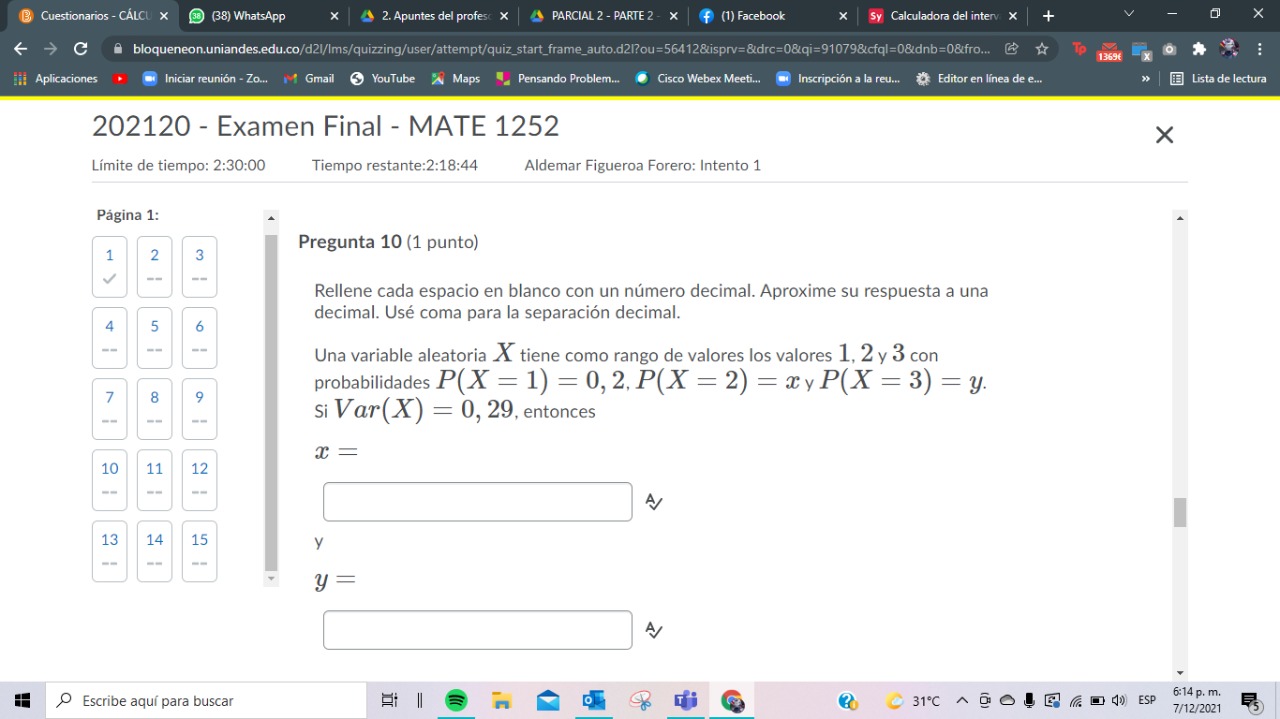 Cuestionarios - CÁLCU
(38) WhatsApp
2. Apuntes del profes
PARCIAL 2 - PARTE 2 -
(1) Facebook
Sy Calculadora del interva
bloqueneon.uniandes.edu.co/d2l/lms/quizzing/user/attempt/quiz_start_frame_auto.d2l?ou=56412&isprv=&drc=0&qi=91079&cfql=0&dnb=0&fro...
Tp
1369€
X
Aplicaciones
Iniciar reunión - Zo...
Gmail
YouTube
Maps
Pensando Problem...
Cisco Webex Meeti...
Inscripción a la reu...
Editor en línea de e...
»
Lista de lectura
202120 - Examen Final - MATE 1252
Límite de tiempo: 2:30:00 Tiempo restante:2:18:44 Aldemar Figueroa Forero: Intento 1
Página 1:
1 2 3
-- --
4 5 6
-- -- --
7 8 9
-- -- --
10 11 12
-- -- --
13 14 15
-- -- --
Pregunta 10 (1 punto)
Rellene cada espacio en blanco con un número decimal. Aproxime su respuesta a una
decimal. Usé coma para la separación decimal.
Una variable aleatoria X tiene como rango de valores los valores 1, 2 y 3 con
probabilidades P(X = 1) = 0, 2, P(X = 2) = x y P(X = 3) = y.
Si Var(X) = 0, 29, entonces
x =
y
y =
Escribe aquí para buscar
31°C
ESP
6:14 p. m.
7/12/2021
5